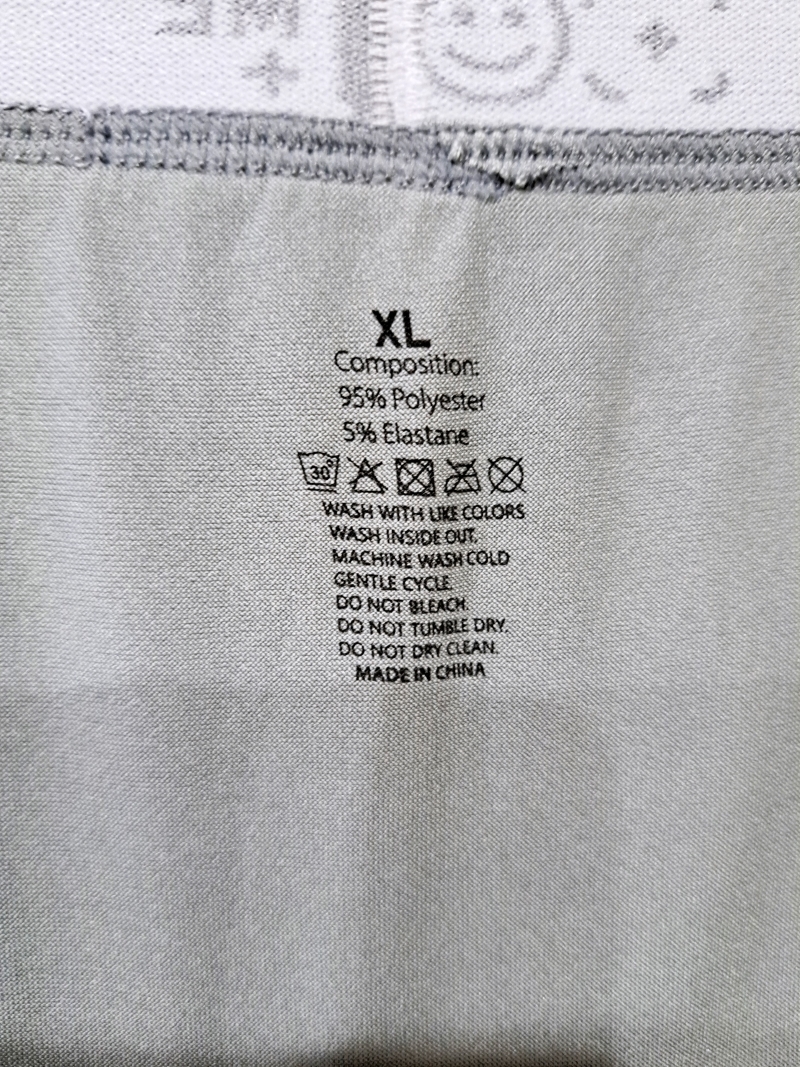 XL
Composition:
95% Polyester
5% Elastane
30°
WASH WITH LIKE COLORS
WASH INSIDE OUT.
MACHINE WASH COLD
GENTLE CYCLE.
DO NOT BLEACH.
DO NOT TUMBLE DRY.
DO NOT DRY CLEAN.
MADE IN CHINA